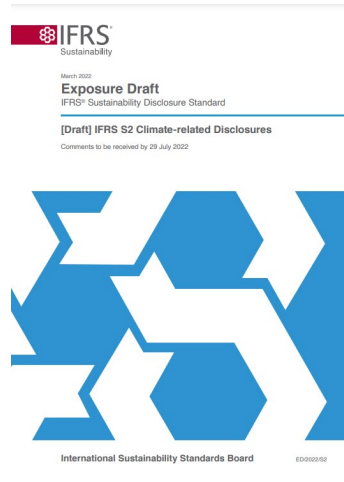 IFRS®
Sustainability
March 2022
Exposure Draft
IFRS® Sustainability Disclosure Standard
[Draft] IFRS S2 Climate-related Disclosures
Comments to be received by 29 July 2022
International Sustainability Standards Board
ED/2022/S2